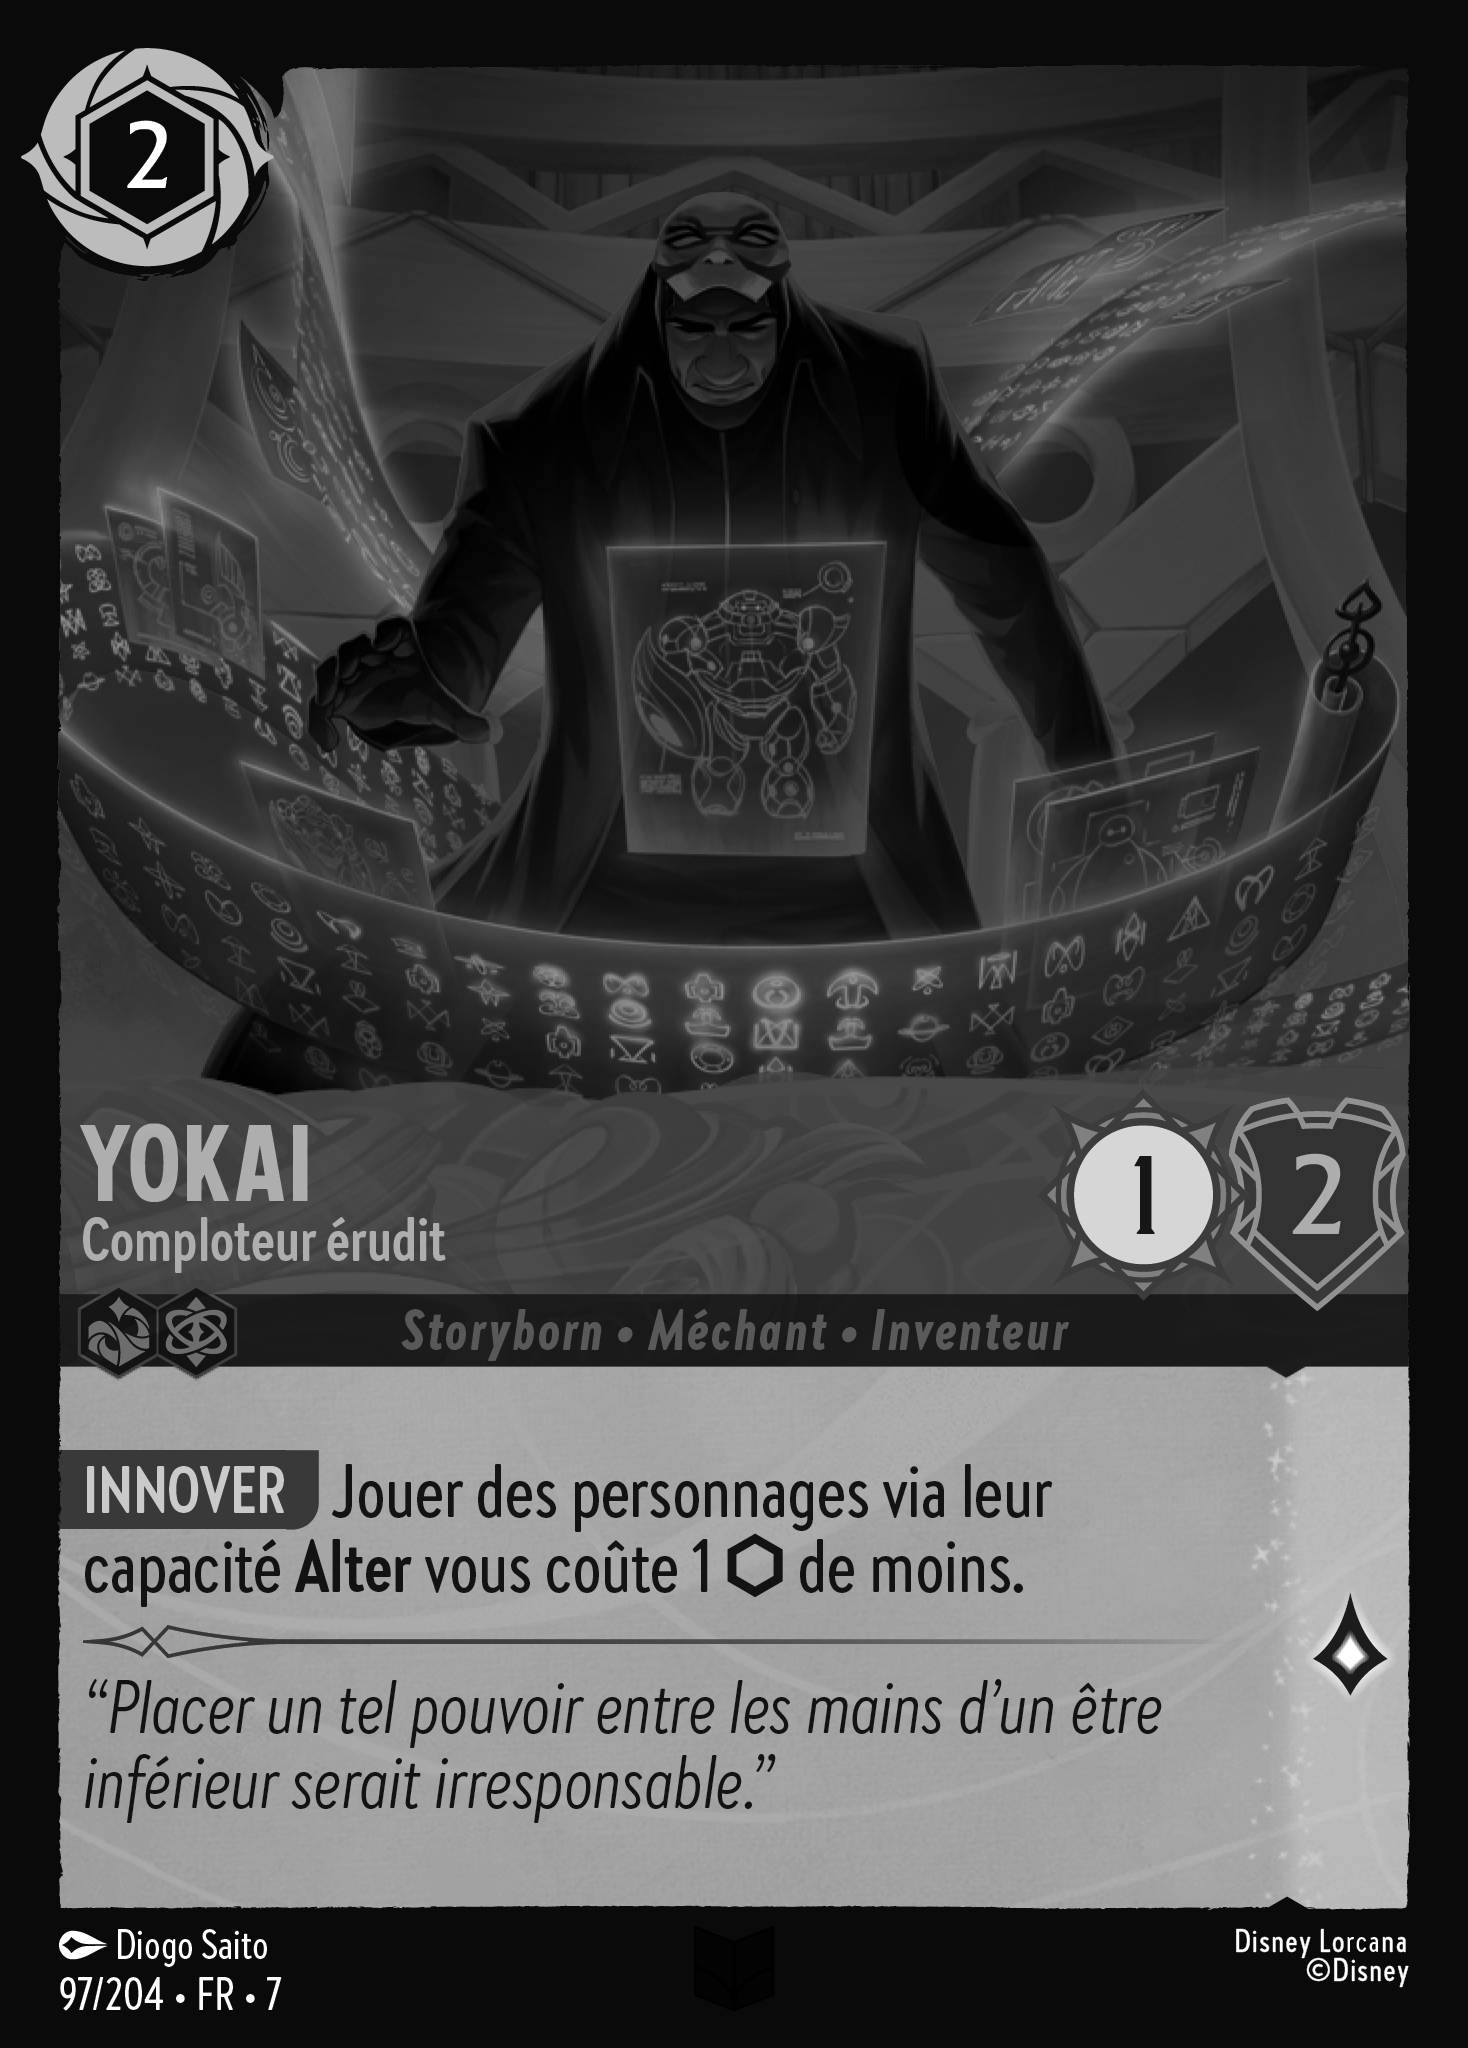 2
YOKAI
Comploteur érudit
1
2
Storyborn • Méchant • Inventeur
INNOVER Jouer des personnages via leur
capacité Alter vous coûte 1 ⬡ de moins.
“Placer un tel pouvoir entre les mains d’un être
inférieur serait irresponsable.”
Diogo Saito
97/204 • FR • 7
Disney Lorcana
©Disney